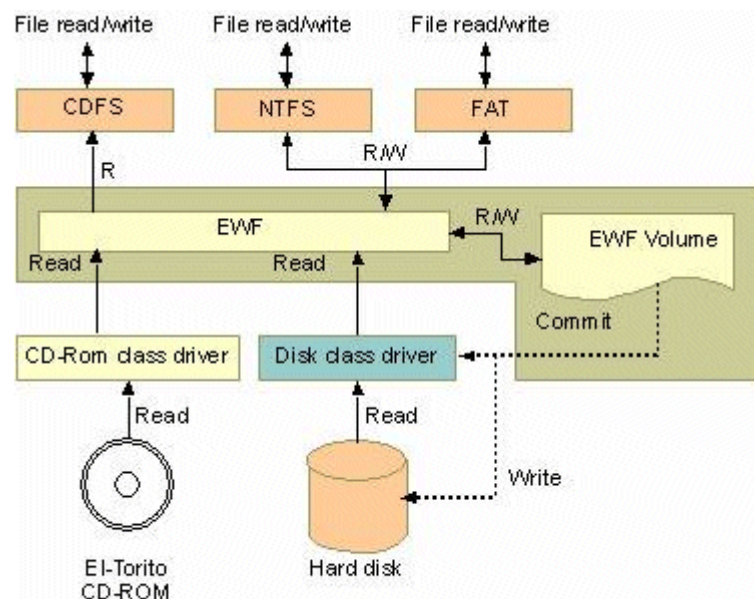 File read/write
File read/write
File read/write
CDFS
NTFS
FAT
R/W
R
EWF
R/W
EWF Volume
Read
Read
Commit
CD-Rom class driver
Disk class driver
Read
Read
Write
El-Torito
CD-ROM
Hard disk